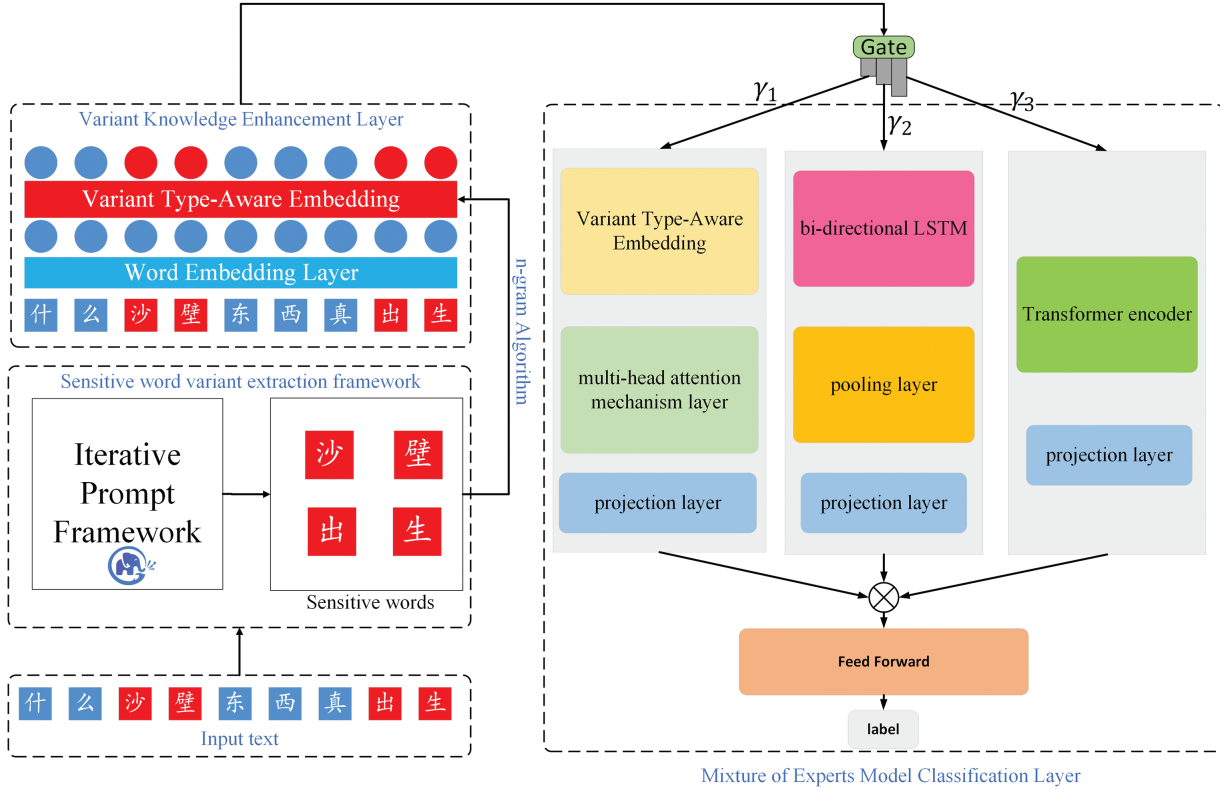 Gate
γ1
γ2
γ3
Variant Knowledge Enhancement Layer
Variant Type-Aware Embedding
Word Embedding Layer
什 么 沙 壁 东 西 真 出 生
n-gram Algorithm
Sensitive word variant extraction framework
Iterative
Prompt
Framework
沙 壁
出 生
Sensitive words
什 么 沙 壁 东 西 真 出 生
Input text
Variant Type-Aware
Embedding
multi-head attention
mechanism layer
projection layer
bi-directional LSTM
pooling layer
projection layer
Transformer encoder
projection layer
Feed Forward
label
Mixture of Experts Model Classification Layer